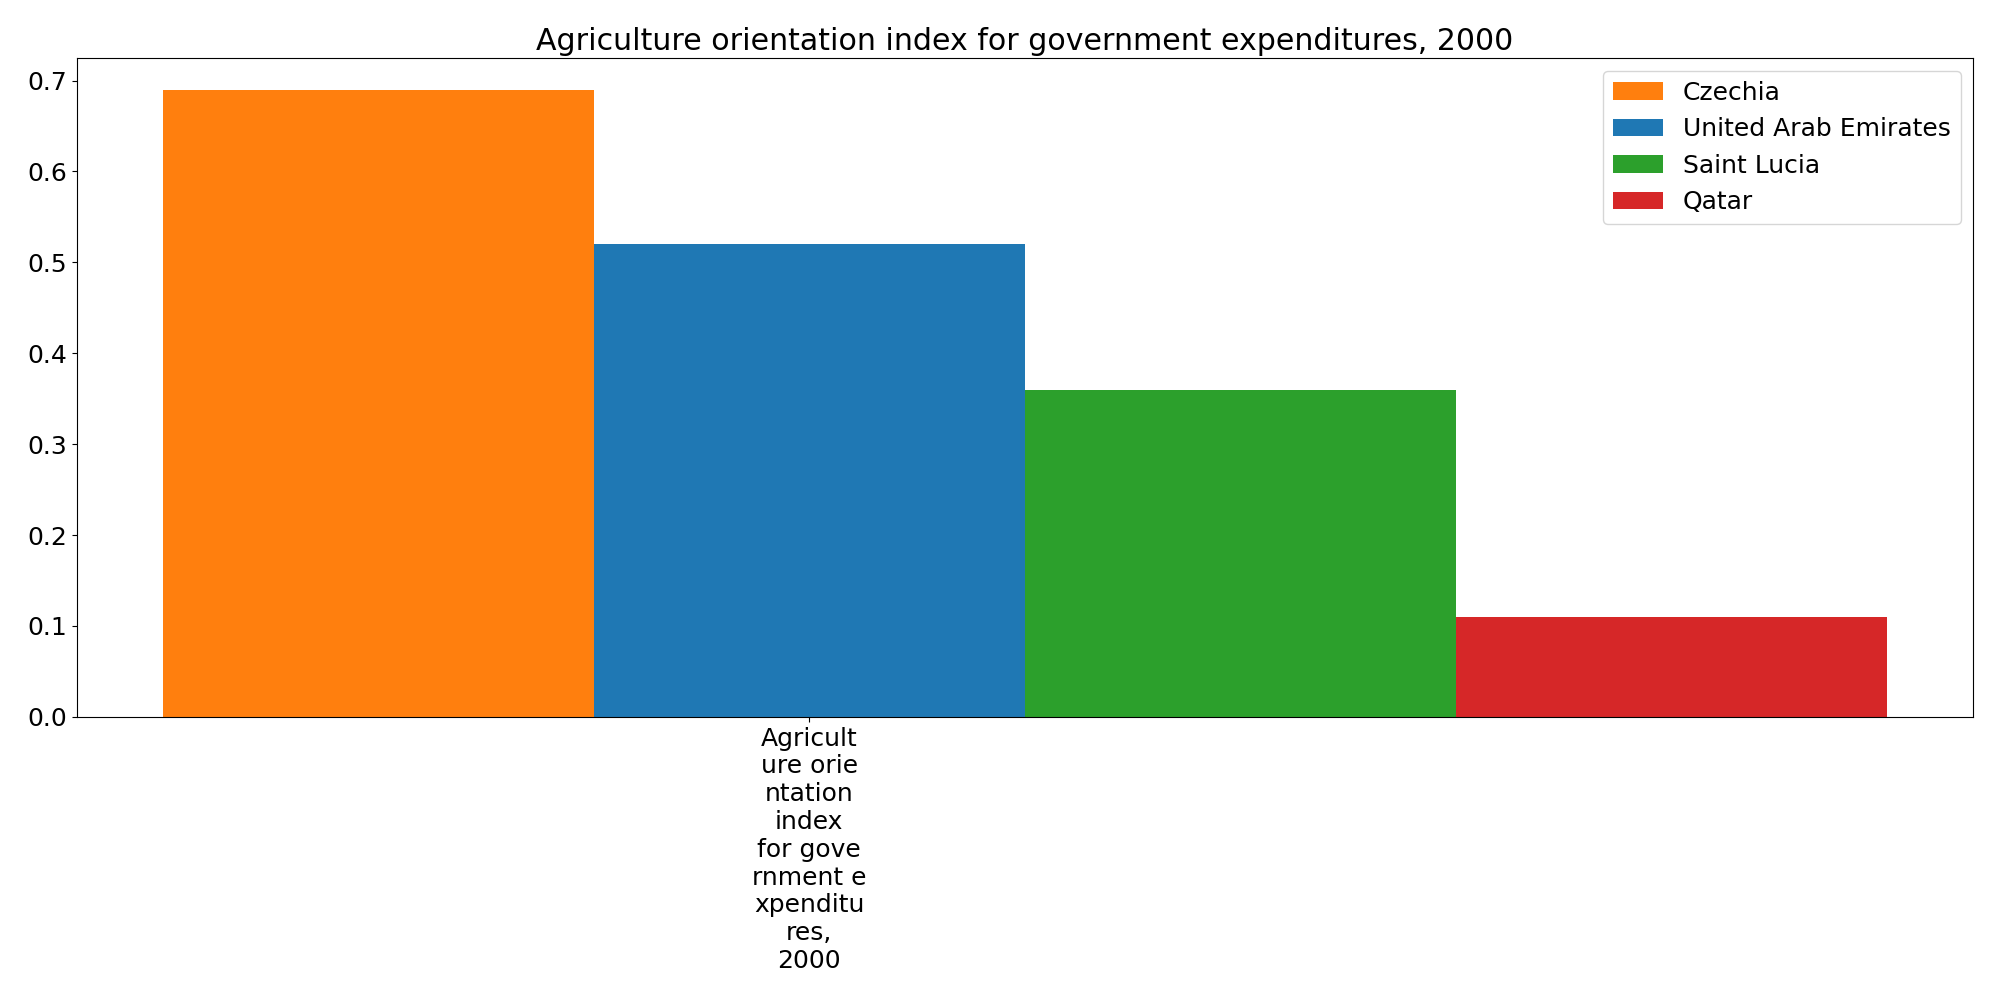 Agriculture orientation index for government expenditures, 2000
0.7
0.6
0.5
0.4
0.3
0.2
0.1
0.0
Czechia
United Arab Emirates
Saint Lucia
Qatar
Agricult
ure orie
ntation
index
for gove
rnment e
xpenditu
res,
2000